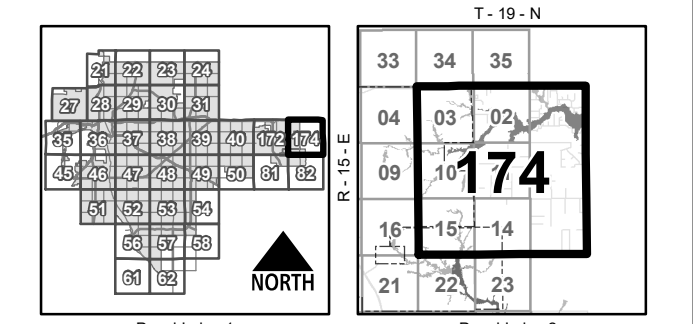 T - 19 - N
21 22 23 24
27 28 29 30 31
35 36 37 38 39 40 172 174
45 46 47 48 49 50 81 82
51 52 53 54
56 57 58
61 62
NORTH
R - 15 - E
33 34 35
04 03 02
09 10
174
16 15 14
21 22 23